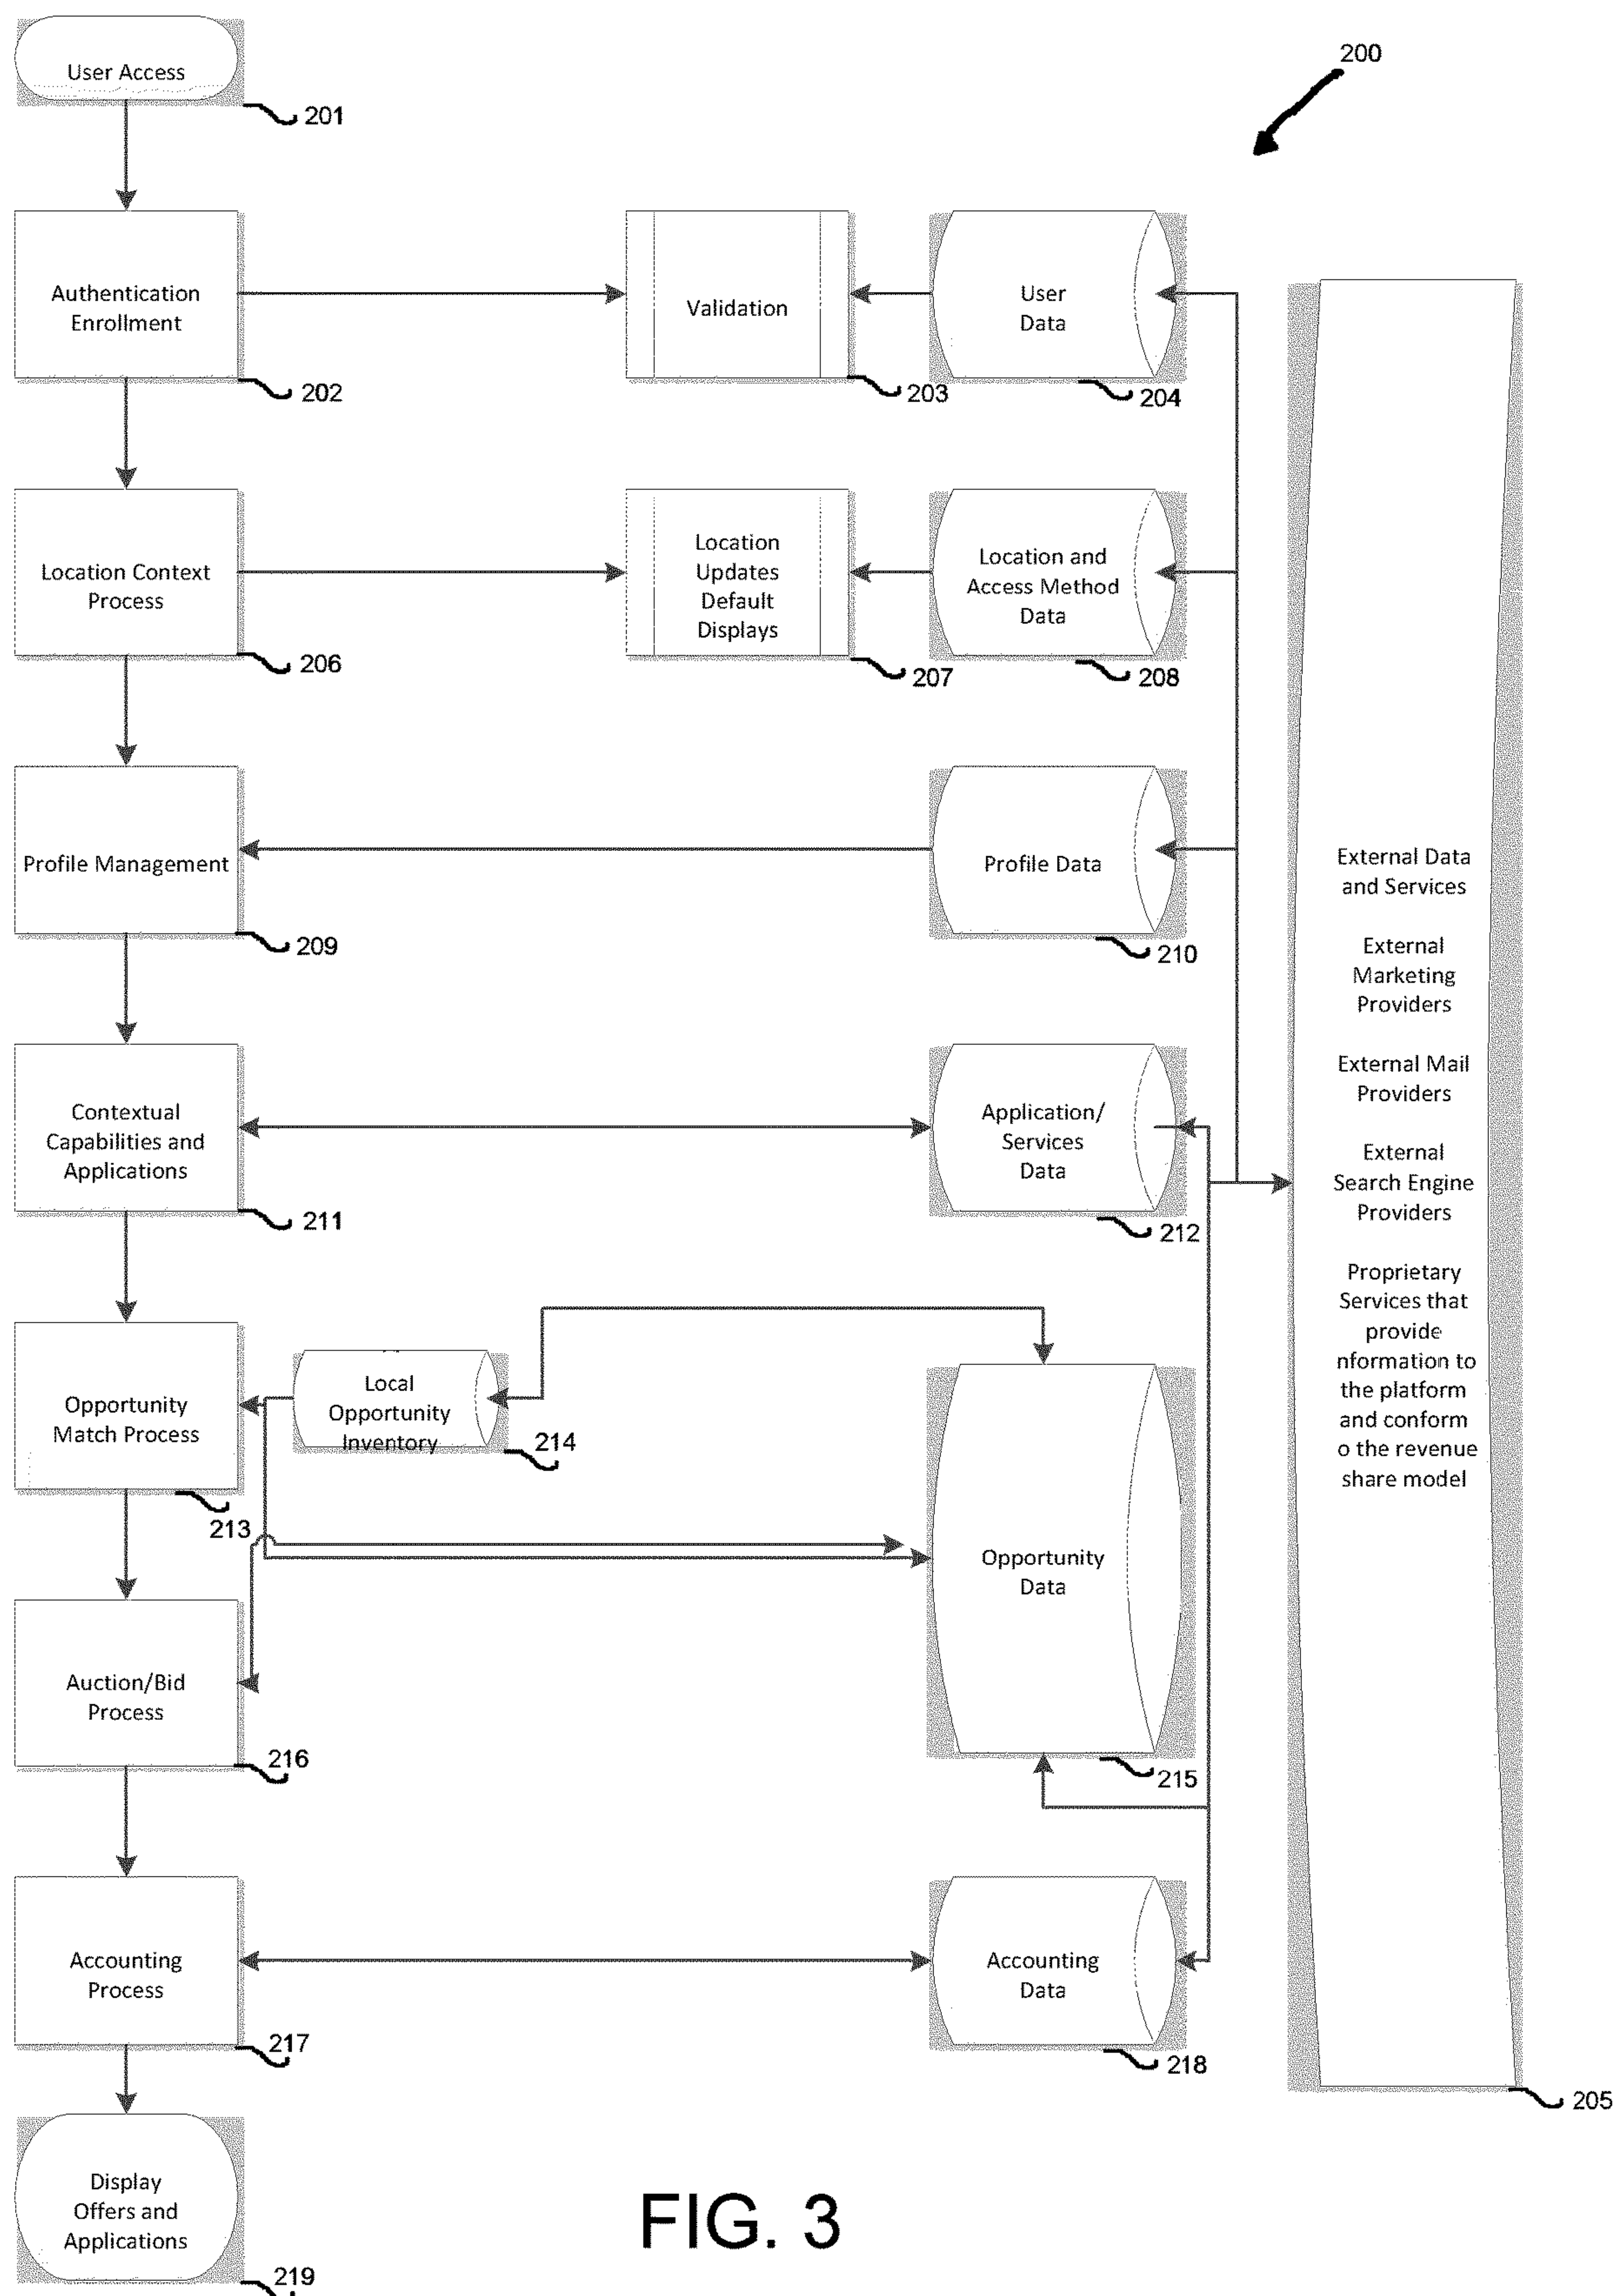 User Access
201
200
Authentication
Enrollment
202
Validation
203
User
Data
204
Location Context
Process
206
Location
Updates
Default
Displays
207
Location and
Access Method
Data
208
Profile Management
209
Profile Data
210
Contextual
Capabilities and
Applications
211
Application/
Services
Data
212
External Data
and Services
External
Marketing
Providers
External Mail
Providers
External
Search Engine
Providers
Proprietary
Services that
provide
nformation to
the platform
and conform
o the revenue
share model
205
Opportunity
Match Process
213
Local
Opportunity
Inventory
214
Opportunity
Data
215
Auction/Bid
Process
216
Accounting
Process
217
Accounting
Data
218
Display
Offers and
Applications
219
FIG. 3